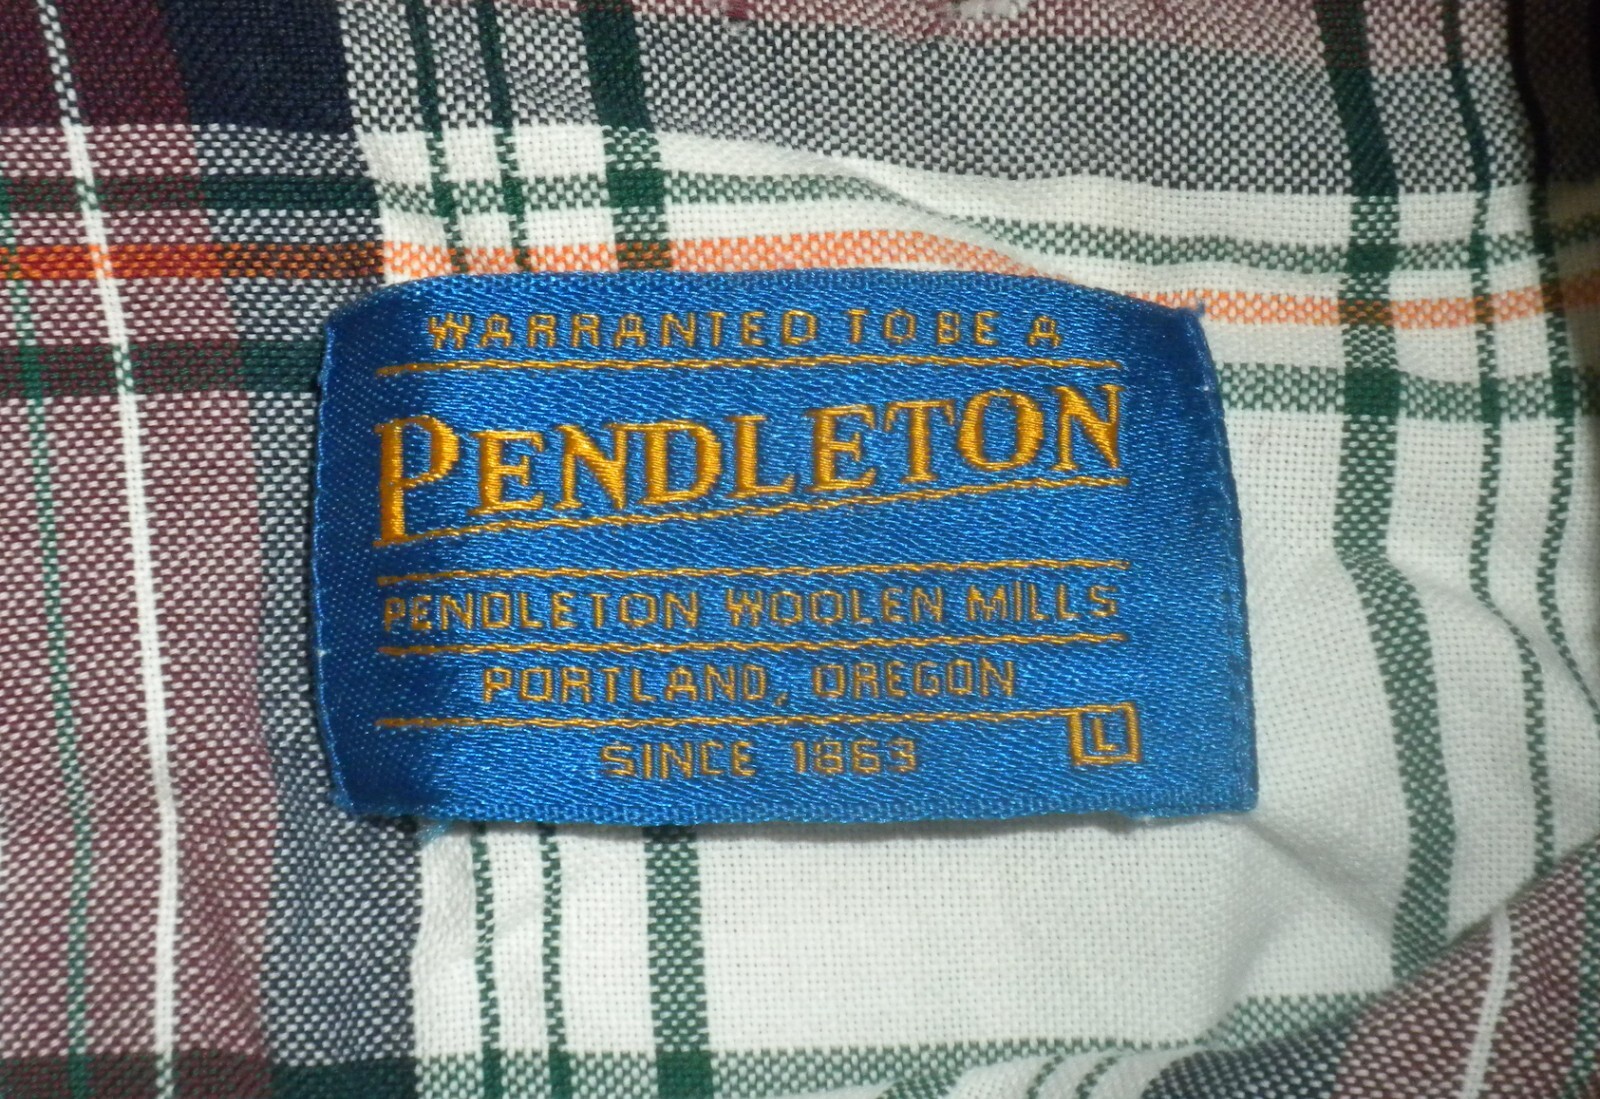 WARRANTED TO BE A
PENDLETON
PENDLETON WOOLEN MILLS
PORTLAND, OREGON
SINCE 1863
L